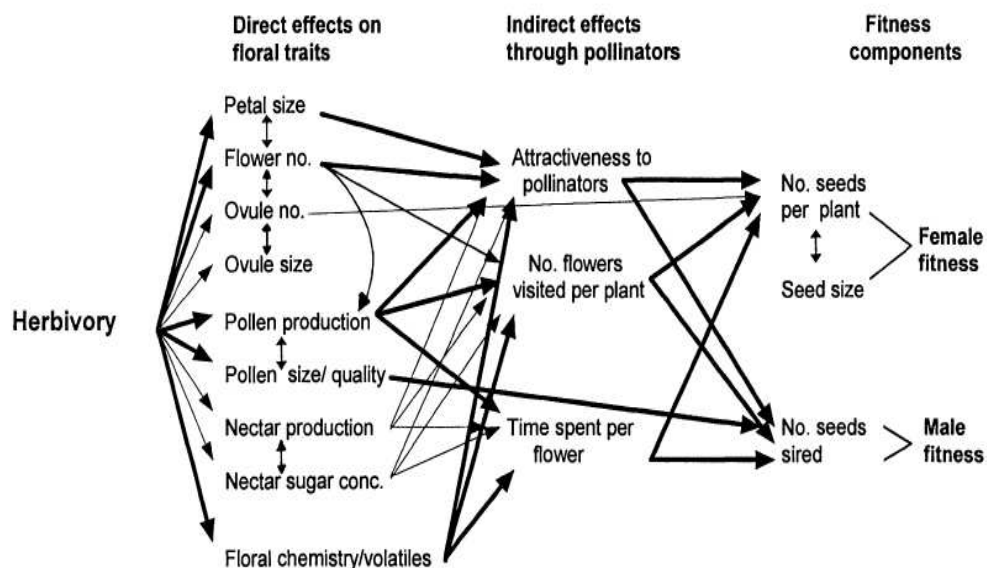 Direct effects on
floral traits
Indirect effects
through pollinators
Fitness
components
Herbivory
Petal size
Flower no.
Ovule no.
Ovule size
Pollen production
Pollen size/ quality
Nectar production
Nectar sugar conc.
Floral chemistry/volatiles
Attractiveness to
pollinators
No. flowers
visited per plant
Time spent per
flower
No. seeds
per plant
Seed size
No. seeds
sired
Female
fitness
Male
fitness